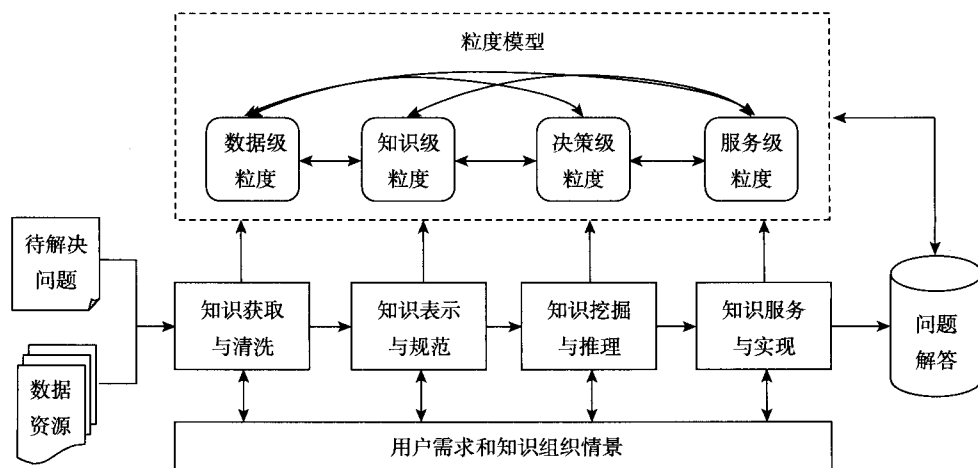 粒度模型
数据级
粒度
知识级
粒度
决策级
粒度
服务级
粒度
待解决
问题
数据
资源
知识获取
与清洗
知识表示
与规范
知识挖掘
与推理
知识服务
与实现
问题
解答
用户需求和知识组织情景